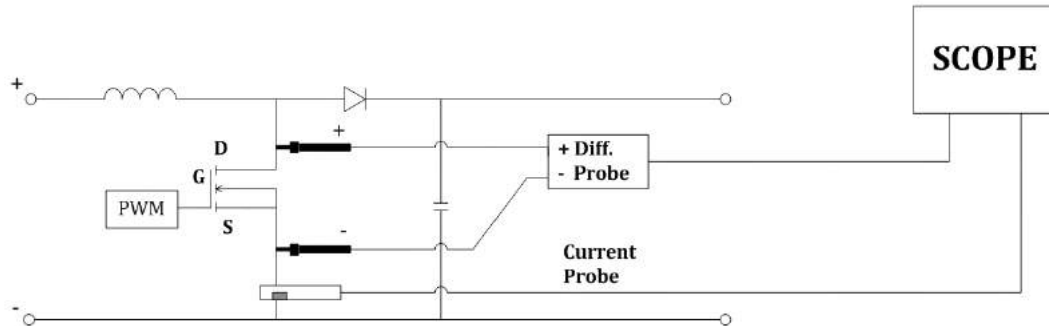 SCOPE
+
+
D
+ Diff.
- Probe
G
PWM
S
-
Current
Probe
-